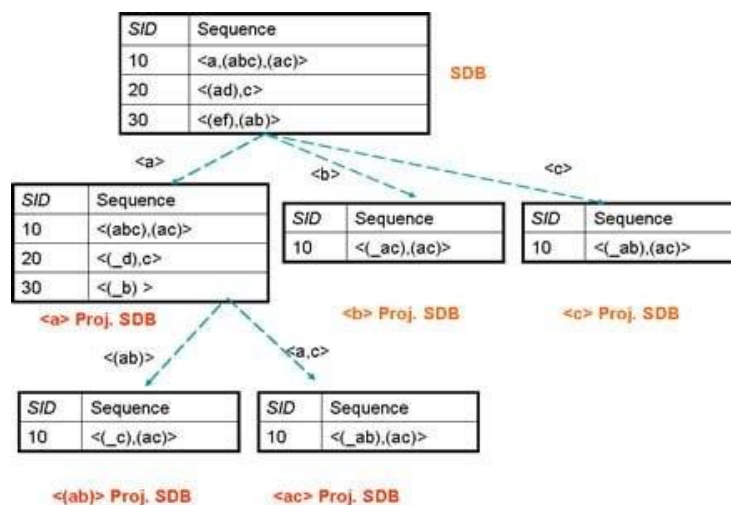 SID Sequence
10 <a,(abc),(ac)>
20 <(ad),c>
30 <(ef),(ab)>
SDB
<a>
<b>
<c>
SID Sequence
10 <(abc),(ac)>
20 <(_d),c>
30 <(_b) >
<a> Proj. SDB
SID Sequence
10 <(_ac),(ac)>
<b> Proj. SDB
SID Sequence
10 <(_ab),(ac)>
<c> Proj. SDB
<(ab)>
<a,c>
SID Sequence
10 <(_c),(ac)>
<(ab)> Proj. SDB
SID Sequence
10 <(_ab),(ac)>
<ac> Proj. SDB